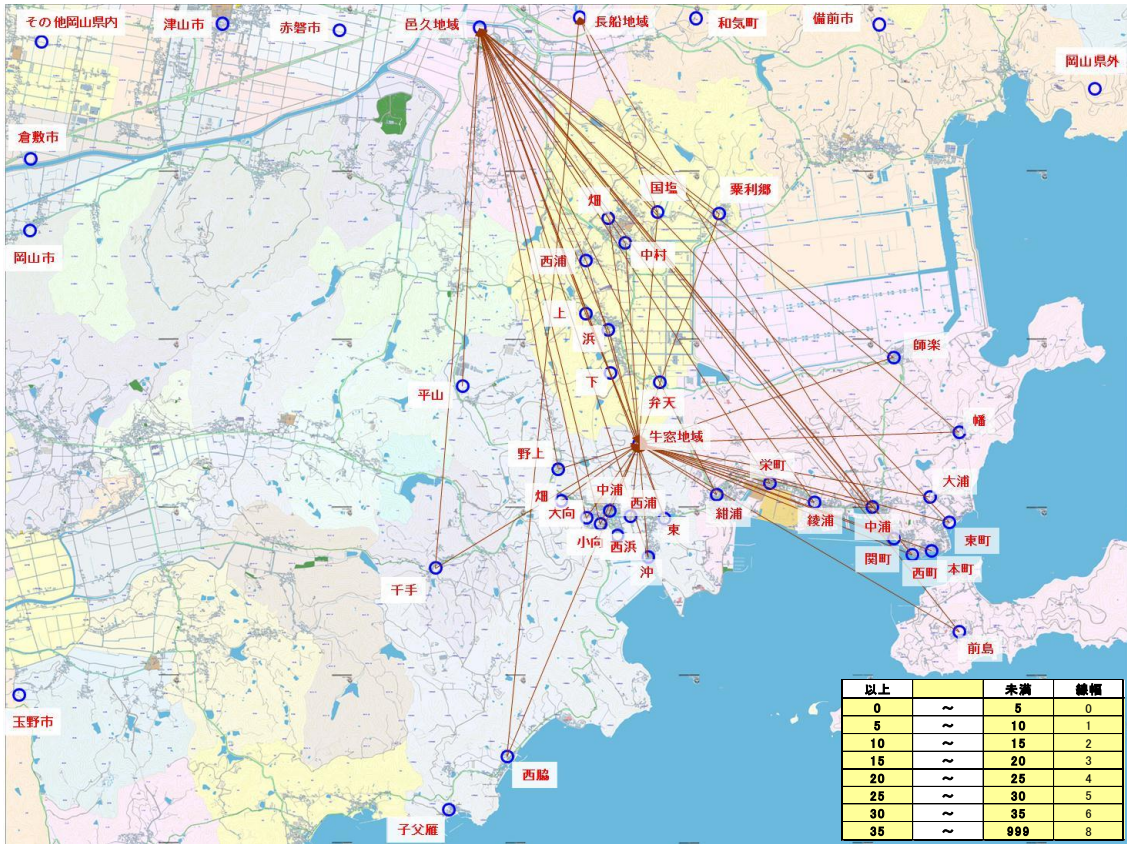 その他岡山県内
津山市
赤磐市
邑久地域
長船地域
和気町
備前市
岡山県外
倉敷市
岡山市
畑
国塩
粟利郷
中村
西浦
上
浜
師楽
下
平山
弁天
幡
牛窓地域
野上
栄町
大浦
畑
中浦
大向
西浦
紺浦
綾浦
中浦
東
小向
西浜
東町
関町
西町
本町
沖
千手
前島
玉野市
西脇
子父雁
以上 未満 線幅
0 ～ 5 0
5 ～ 10 1
10 ～ 15 2
15 ～ 20 3
20 ～ 25 4
25 ～ 30 5
30 ～ 35 6
35 ～ 999 8